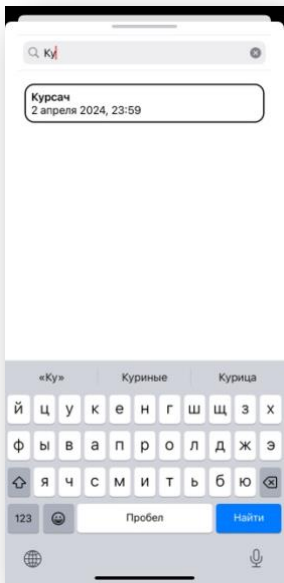 Ку
Курсач
2 апреля 2024, 23:59
«Ку» Куриные Курица
й ц у к е н г ш щ з х
ф ы в а п р о л д ж э
я ч с м и т ь б ю
123 Пробел Найти